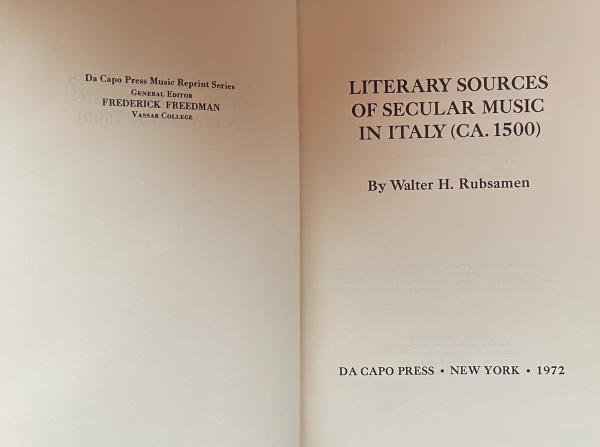 Da Capo Press Music Reprint Series
GENERAL EDITOR
FREDERICK FREEDMAN
VASSAR COLLEGE
LITERARY SOURCES
OF SECULAR MUSIC
IN ITALY (CA. 1500)
By Walter H. Rubsamen
DA CAPO PRESS • NEW YORK • 1972